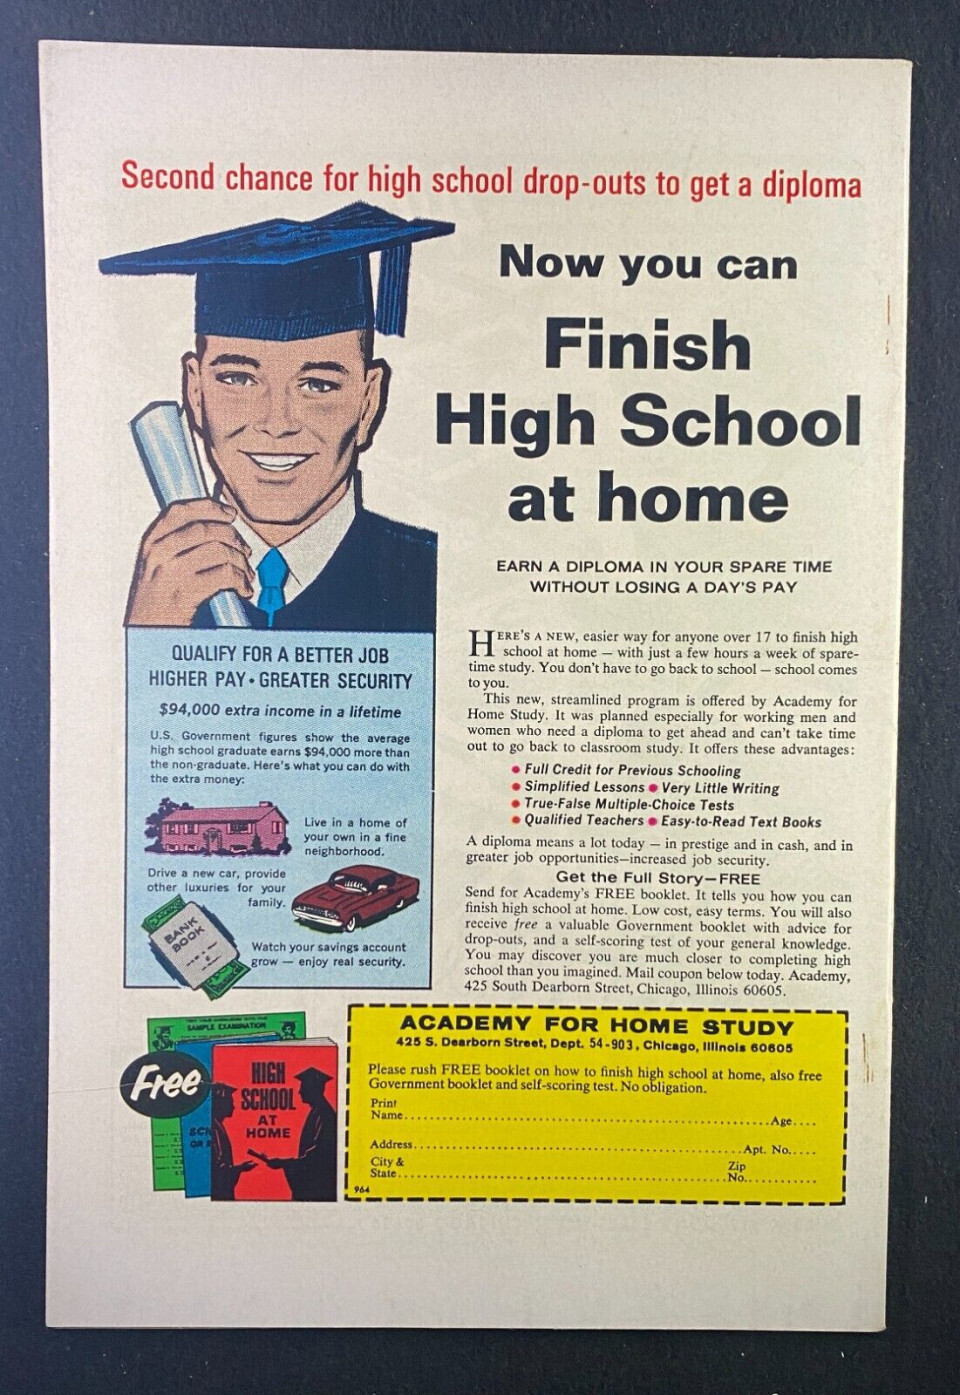 Second chance for high school drop-outs to get a diploma
Now you can
Finish
High School
at home
EARN A DIPLOMA IN YOUR SPARE TIME
WITHOUT LOSING A DAY'S PAY
QUALIFY FOR A BETTER JOB
HIGHER PAY • GREATER SECURITY
$94,000 extra income in a lifetime
U.S. Government figures show the average
high school graduate earns $94,000 more than
the non-graduate. Here's what you can do with
the extra money:
Live in a home of
your own in a fine
neighborhood.
Drive a new car, provide
other luxuries for your
family.
BANK
BOOK
Watch your savings account
grow — enjoy real security.
HERE'S A NEW, easier way for anyone over 17 to finish high
school at home — with just a few hours a week of spare-
time study. You don't have to go back to school — school comes
to you.
This new, streamlined program is offered by Academy for
Home Study. It was planned especially for working men and
women who need a diploma to get ahead and can't take time
out to go back to classroom study. It offers these advantages:
• Full Credit for Previous Schooling
• Simplified Lessons • Very Little Writing
• True-False Multiple-Choice Tests
• Qualified Teachers • Easy-to-Read Text Books
A diploma means a lot today — in prestige and in cash, and in
greater job opportunities—increased job security.
Get the Full Story—FREE
Send for Academy's FREE booklet. It tells you how you can
finish high school at home. Low cost, easy terms. You will also
receive free a valuable Government booklet with advice for
drop-outs, and a self-scoring test of your general knowledge.
You may discover you are much closer to completing high
school than you imagined. Mail coupon below today. Academy,
425 South Dearborn Street, Chicago, Illinois 60605.
SAMPLE EXAMINATION
Free
HIGH
SCHOOL
AT
HOME
ACADEMY FOR HOME STUDY
425 S. Dearborn Street, Dept. 54-903, Chicago, Illinois 60605
Please rush FREE booklet on how to finish high school at home, also free
Government booklet and self-scoring test. No obligation.
Print
Name....................Age....
Address....................Apt. No.....
City & Zip
State....................No..........
964